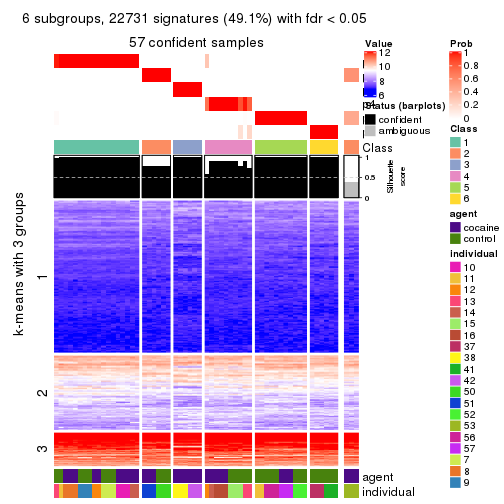 6 subgroups, 22731 signatures (49.1%) with fdr < 0.05
57 confident samples
k-means with 3 groups
1
2
3
Class
1
0.5
0
Silhouette
score
agent
individual
Value
12
10
8
6
Status (barplots)
confident
ambiguous
Prob
1
0.8
0.6
0.4
0.2
0
Class
1
2
3
4
5
6
agent
cocaine
control
Individual
10
11
12
13
14
15
16
37
38
41
42
50
51
52
53
56
57
7
8
9